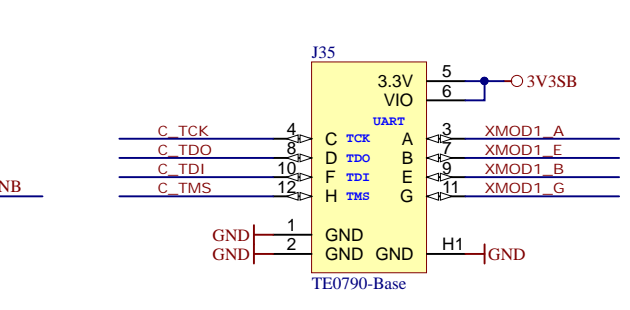 J35
3.3V 5 3V3SB
VIO 6
UART
C_TCK 4 C TCK A 3 XMOD1_A
C_TDO 8 D TDO B 7 XMOD1_E
C_TDI 10 F TDI E 9 XMOD1_B
NB C_TMS 12 H TMS G 11 XMOD1_G
GND 1 GND
GND 2 GND GND H1 GND
TE0790-Base